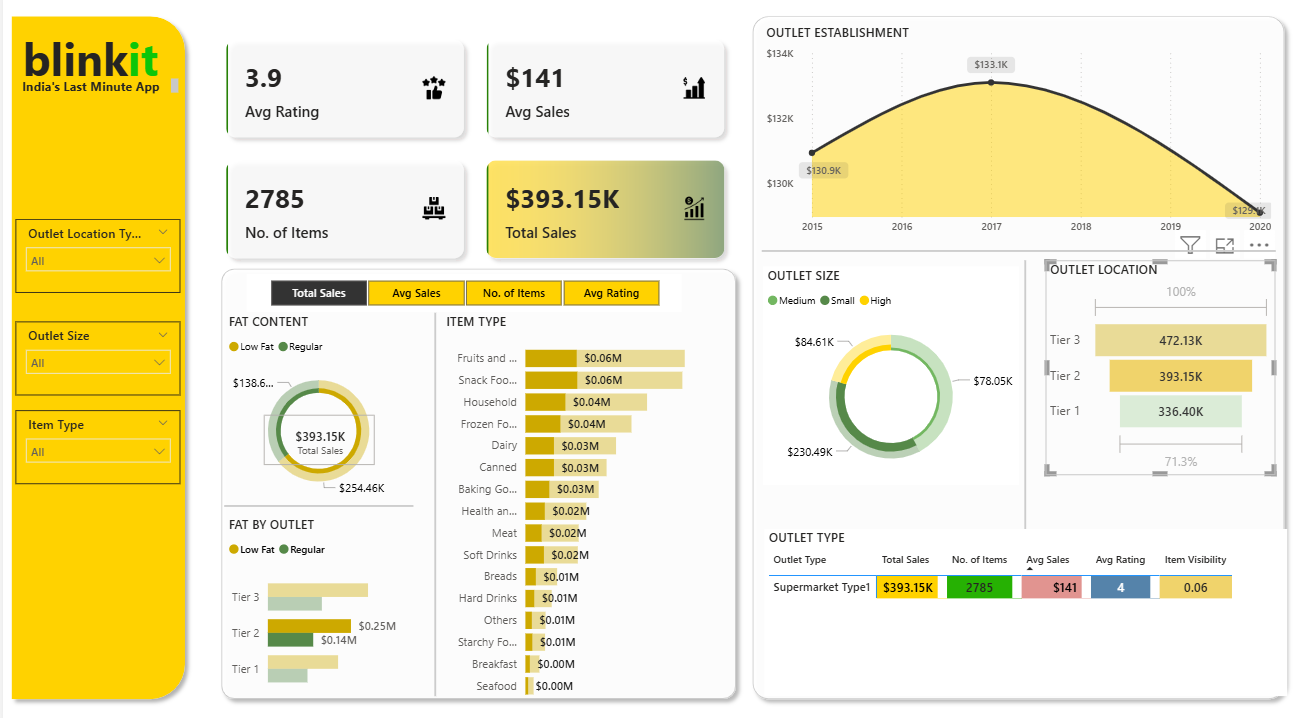 blinkit
India's Last Minute App
Outlet Location Ty...
All
Outlet Size
All
Item Type
All
3.9
Avg Rating
$141
Avg Sales
2785
No. of Items
$393.15K
Total Sales
Total Sales Avg Sales No. of Items Avg Rating
FAT CONTENT
Low Fat Regular
$138.6...
$393.15K
Total Sales
$254.46K
FAT BY OUTLET
Low Fat Regular
Tier 3
Tier 2 $0.25M
$0.14M
Tier 1
ITEM TYPE
Fruits and ... $0.06M
Snack Foo... $0.06M
Household $0.04M
Frozen Fo... $0.04M
Dairy $0.03M
Canned $0.03M
Baking Go... $0.03M
Health an... $0.02M
Meat $0.02M
Soft Drinks $0.02M
Breads $0.01M
Hard Drinks $0.01M
Others $0.01M
Starchy Fo... $0.01M
Breakfast $0.00M
Seafood $0.00M
OUTLET ESTABLISHMENT
$134K
$133.1K
$132K
$130.9K
$130K
2015 2016 2017 2018 2019 2020
OUTLET SIZE
Medium Small High
$84.61K
$78.05K
$230.49K
OUTLET LOCATION
100%
Tier 3 472.13K
Tier 2 393.15K
Tier 1 336.40K
71.3%
OUTLET TYPE
Outlet Type Total Sales No. of Items Avg Sales Avg Rating Item Visibility
Supermarket Type1 $393.15K 2785 $141 4 0.06